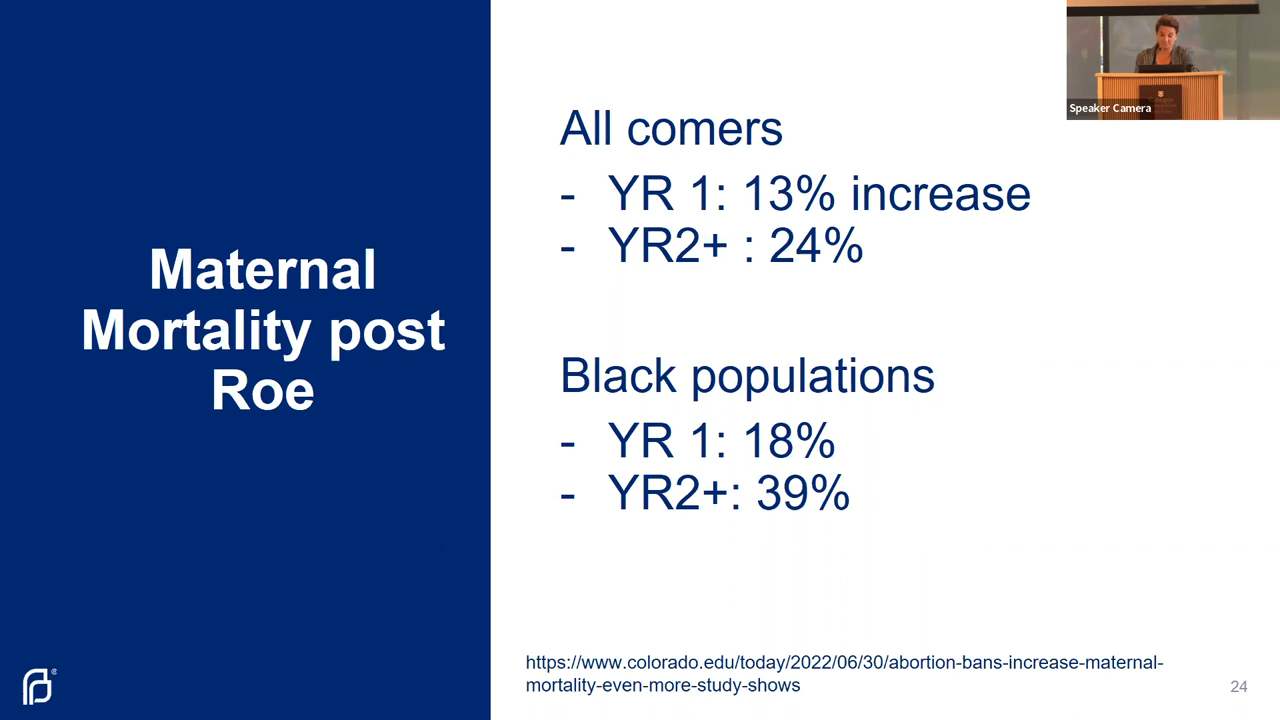 Speaker Camera
Maternal
Mortality post
Roe
All comers
- YR 1: 13% increase
- YR2+ : 24%
Black populations
- YR 1: 18%
- YR2+: 39%
https://www.colorado.edu/today/2022/06/30/abortion-bans-increase-maternal-
mortality-even-more-study-shows
24